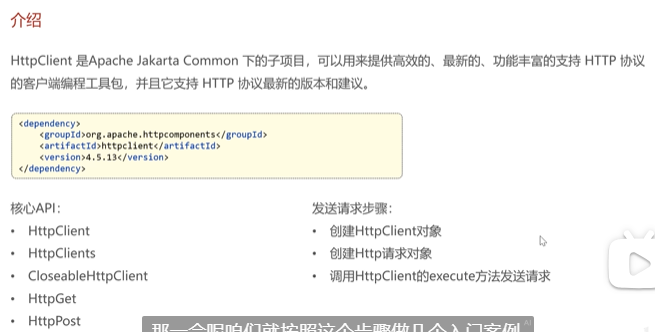 介绍
HttpClient 是Apache Jakarta Common 下的子项目，可以用来提供高效的、最新的、功能丰富的支持 HTTP 协议
的客户端编程工具包，并且它支持 HTTP 协议最新的版本和建议。
<dependency>
    <groupId>org.apache.httpcomponents</groupId>
    <artifactId>httpclient</artifactId>
    <version>4.5.13</version>
</dependency>
核心API：
• HttpClient
• HttpClients
• CloseableHttpClient
• HttpGet
• HttpPost
发送请求步骤：
• 创建HttpClient对象
• 创建Http请求对象
• 调用HttpClient的execute方法发送请求
那一会呢咱们就按照这个步骤做几个入门案例
AI